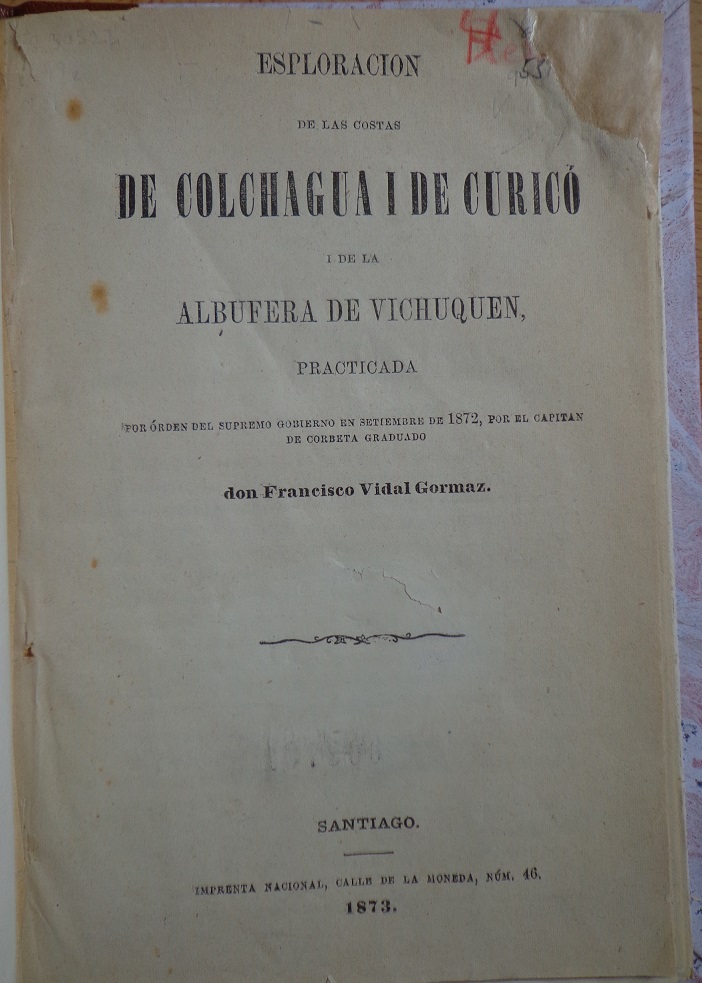 ESPLORACION
DE LAS COSTAS
DE COLCHAGUA I DE CURICÓ
I DE LA
ALBUFERA DE VICHUQUEN,
PRACTICADA
POR ÓRDEN DEL SUPREMO GOBIERNO EN SETIEMBRE DE 1872, POR EL CAPITAN
DE CORBETA GRADUADO
don Francisco Vidal Gormaz.
SANTIAGO.
IMPRENTA NACIONAL, CALLE DE LA MONEDA, NÚM. 46.
1873.